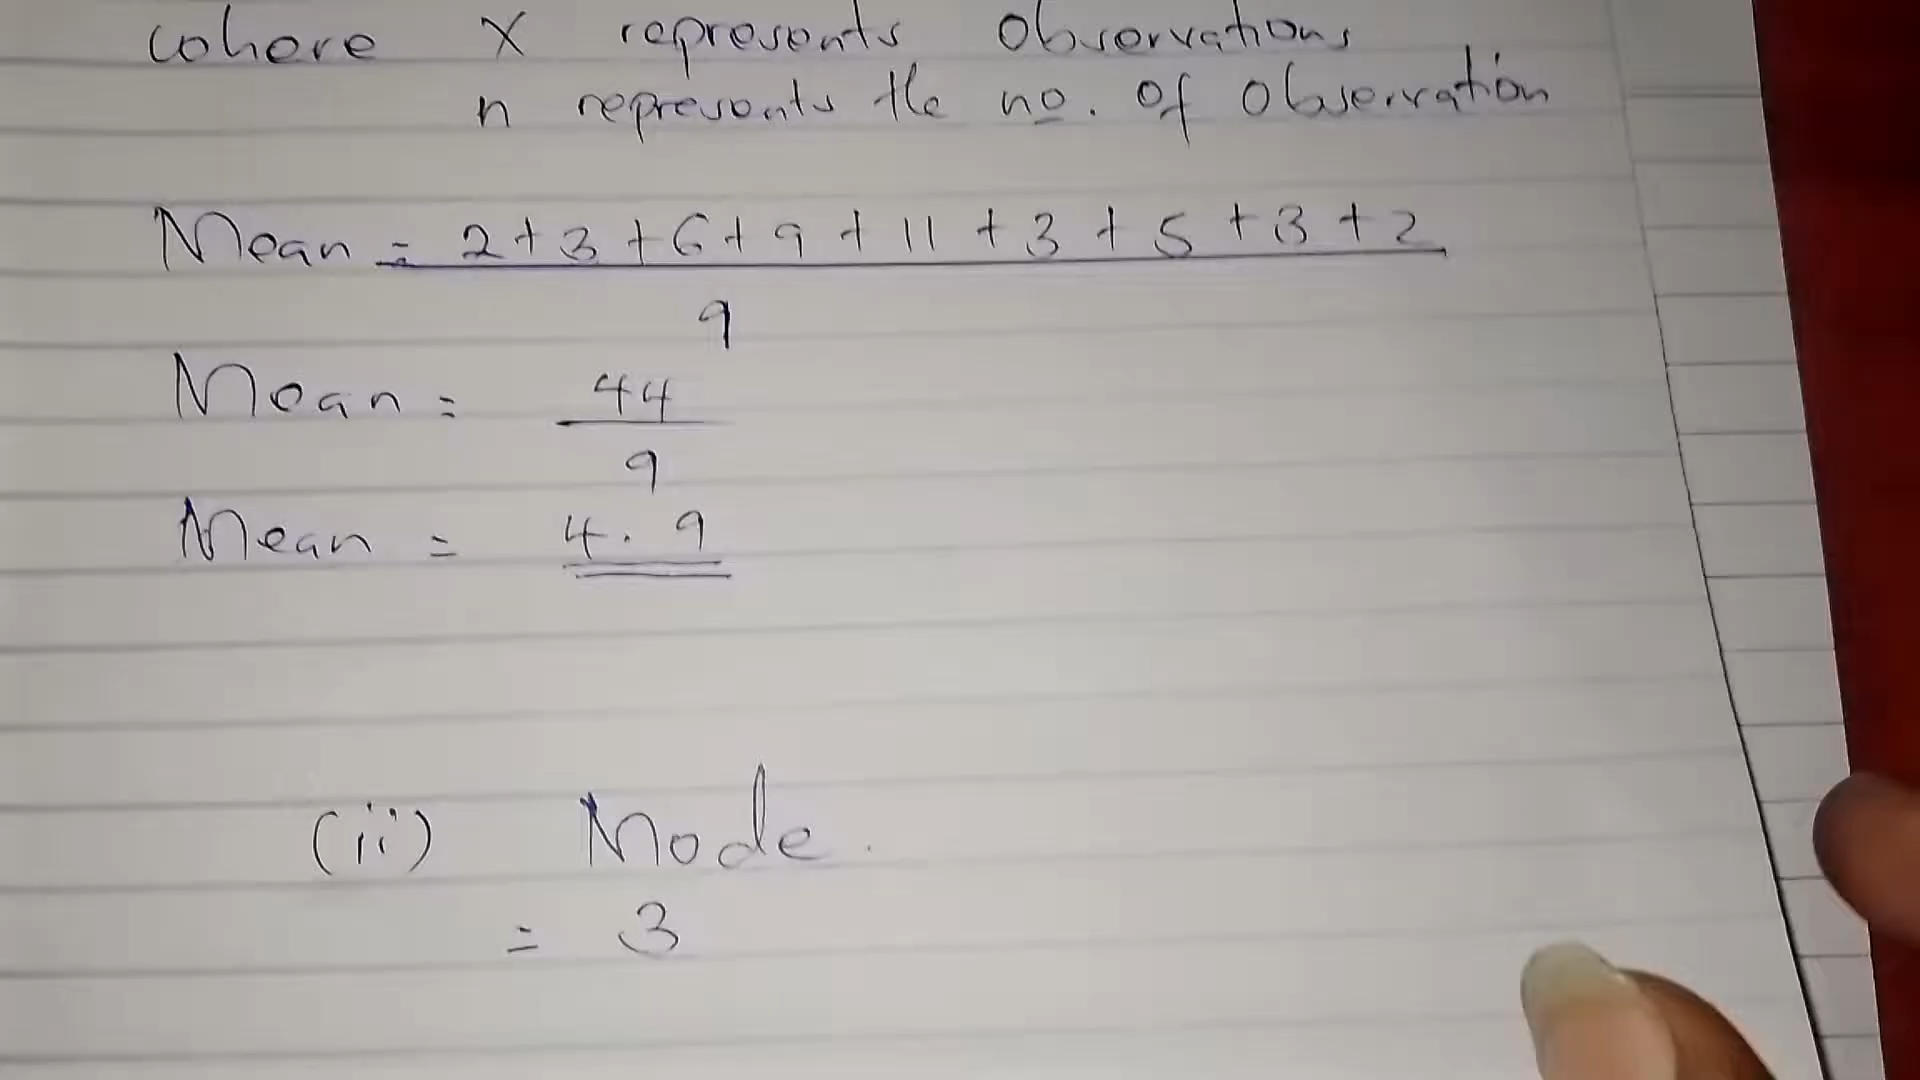 where X represents Observations
n represents the no. of Observation
Mean = 2+3+6+9+11+3+5+3+2
9
Mean = 44
9
Mean = 4.9
(ii) Mode.
= 3